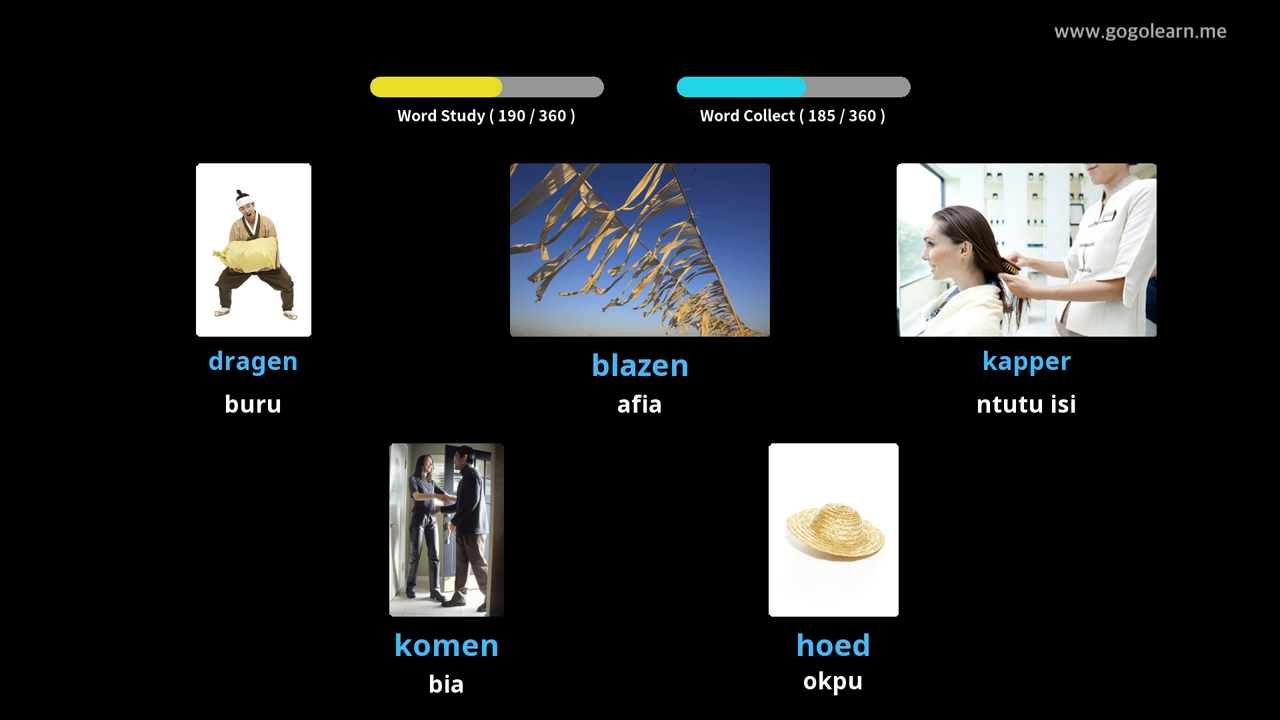 www.gogolearn.me
Word Study ( 190 / 360 )
Word Collect ( 185 / 360 )
dragen
buru
blazen
afia
kapper
ntutu isi
komen
bia
hoed
okpu